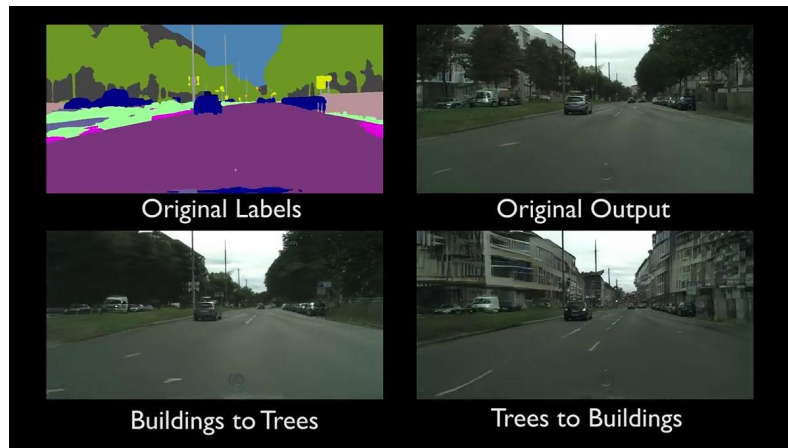 Original Labels
Original Output
Buildings to Trees
Trees to Buildings